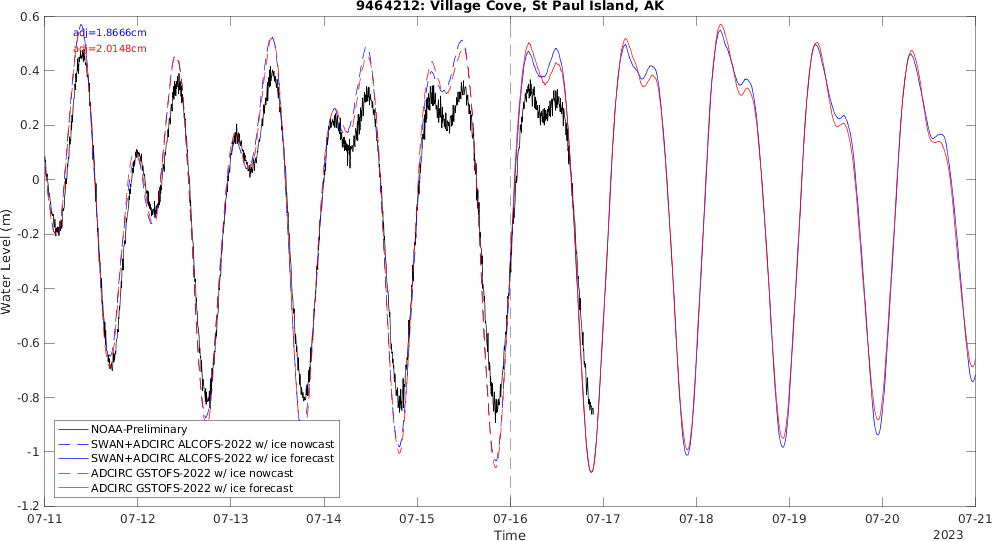 9464212: Village Cove, St Paul Island, AK
adj=1.8666cm
adj=2.0148cm
0.6
0.4
0.2
0
-0.2
-0.4
-0.6
-0.8
-1
-1.2
Water Level (m)
NOAA-Preliminary
SWAN+ADCIRC ALCOFS-2022 w/ ice nowcast
SWAN+ADCIRC ALCOFS-2022 w/ ice forecast
ADCIRC GSTOFS-2022 w/ ice nowcast
ADCIRC GSTOFS-2022 w/ ice forecast
07-11 07-12 07-13 07-14 07-15 07-16 07-17 07-18 07-19 07-20 07-21
Time
2023